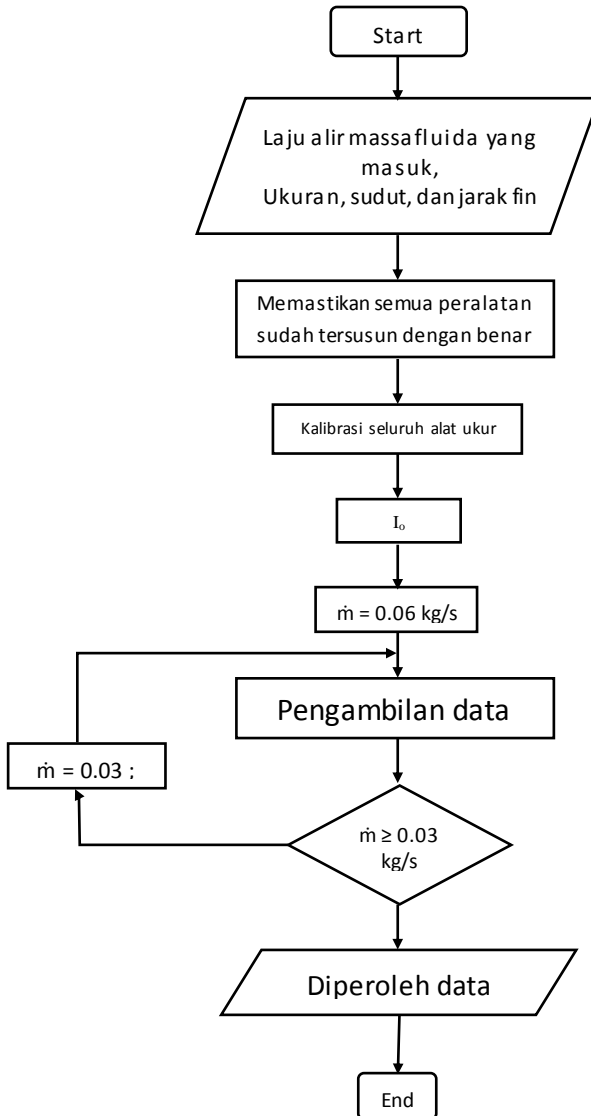 Start
Laju alir massa fluida yang
masuk,
Ukuran, sudut, dan jarak fin
Memastikan semua peralatan
sudah tersusun dengan benar
Kalibrasi seluruh alat ukur
Iₒ
ṁ = 0.06 kg/s
Pengambilan data
ṁ = 0.03 ;
ṁ ≥ 0.03
kg/s
Diperoleh data
End